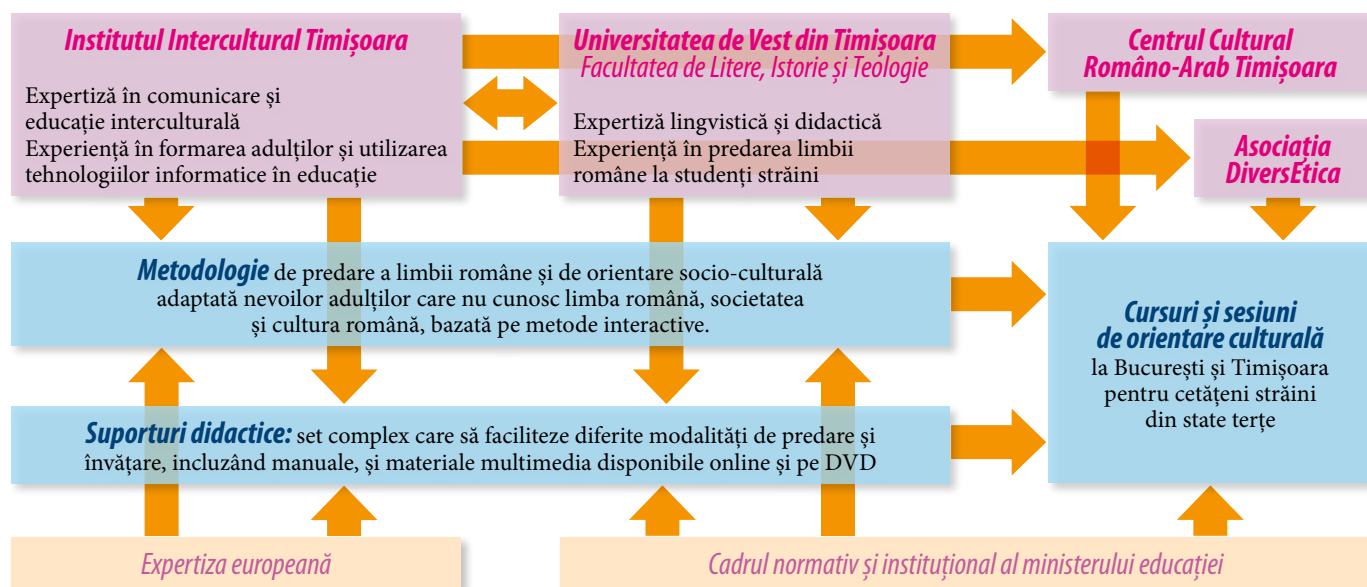 Institutul Intercultural Timișoara
Expertiză în comunicare și
educație interculturală
Experiență în formarea adulților și utilizarea
tehnologiilor informatice în educație
Universitatea de Vest din Timișoara
Facultatea de Litere, Istorie și Teologie
Expertiză lingvistică și didactică
Experiență în predarea limbii
române la studenți străini
Centrul Cultural
Româno-Arab Timișoara
Asociația
DiversEtica
Metodologie de predare a limbii române și de orientare socio-culturală
adaptată nevoilor adulților care nu cunosc limba română, societatea
și cultura română, bazată pe metode interactive.
Suporturi didactice: set complex care să faciliteze diferite modalități de predare și
învățare, incluzând manuale, și materiale multimedia disponibile online și pe DVD
Cursuri și sesiuni
de orientare culturală
la București și Timișoara
pentru cetățeni străini
din state terțe
Expertiza europeană
Cadrul normativ și instituțional al ministerului educației